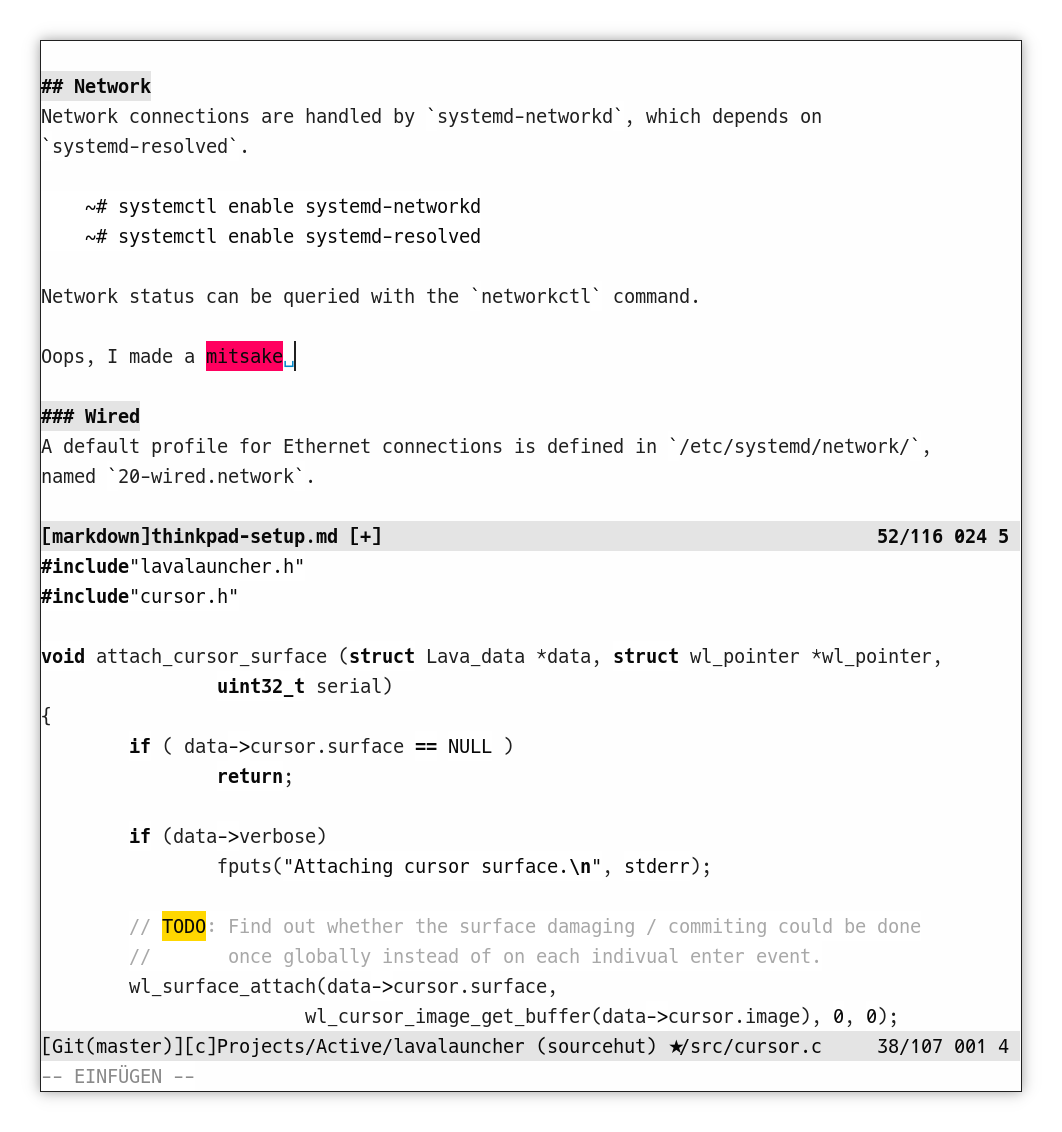 ## Network
Network connections are handled by `systemd-networkd`, which depends on
`systemd-resolved`.
~# systemctl enable systemd-networkd
~# systemctl enable systemd-resolved
Network status can be queried with the `networkctl` command.
Oops, I made a mitsake␣
### Wired
A default profile for Ethernet connections is defined in `/etc/systemd/network/`,
named `20-wired.network`.
[markdown]thinkpad-setup.md [+] 52/116 024 5
#include"lavalauncher.h"
#include"cursor.h"
void attach_cursor_surface (struct Lava_data *data, struct wl_pointer *wl_pointer,
uint32_t serial)
{
if ( data->cursor.surface == NULL )
return;
if (data->verbose)
fputs("Attaching cursor surface.\n", stderr);
// TODO: Find out whether the surface damaging / commiting could be done
// once globally instead of on each indivual enter event.
wl_surface_attach(data->cursor.surface,
wl_cursor_image_get_buffer(data->cursor.image), 0, 0);
[Git(master)][c]Projects/Active/lavalauncher (sourcehut) ★/src/cursor.c 38/107 001 4
-- EINFÜGEN --